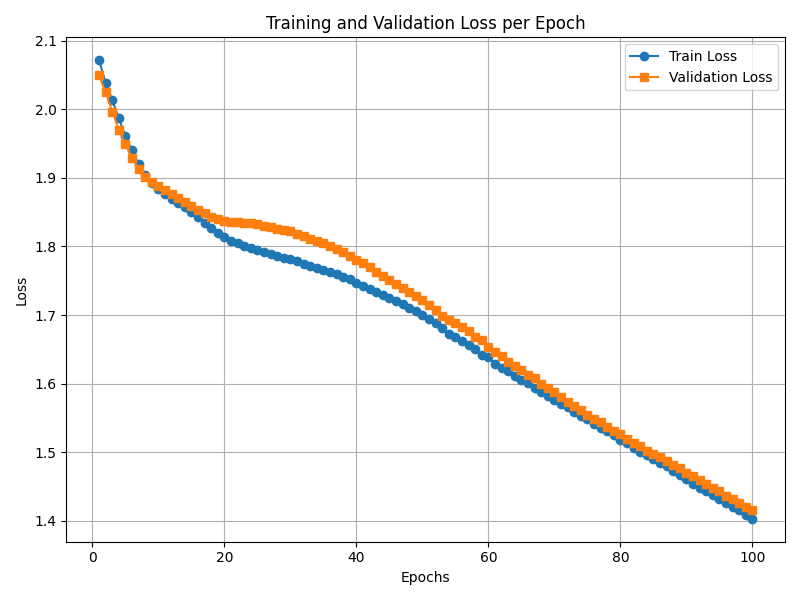 Training and Validation Loss per Epoch
Train Loss
Validation Loss
2.1
2.0
1.9
1.8
1.7
1.6
1.5
1.4
Loss
0 20 40 60 80 100
Epochs